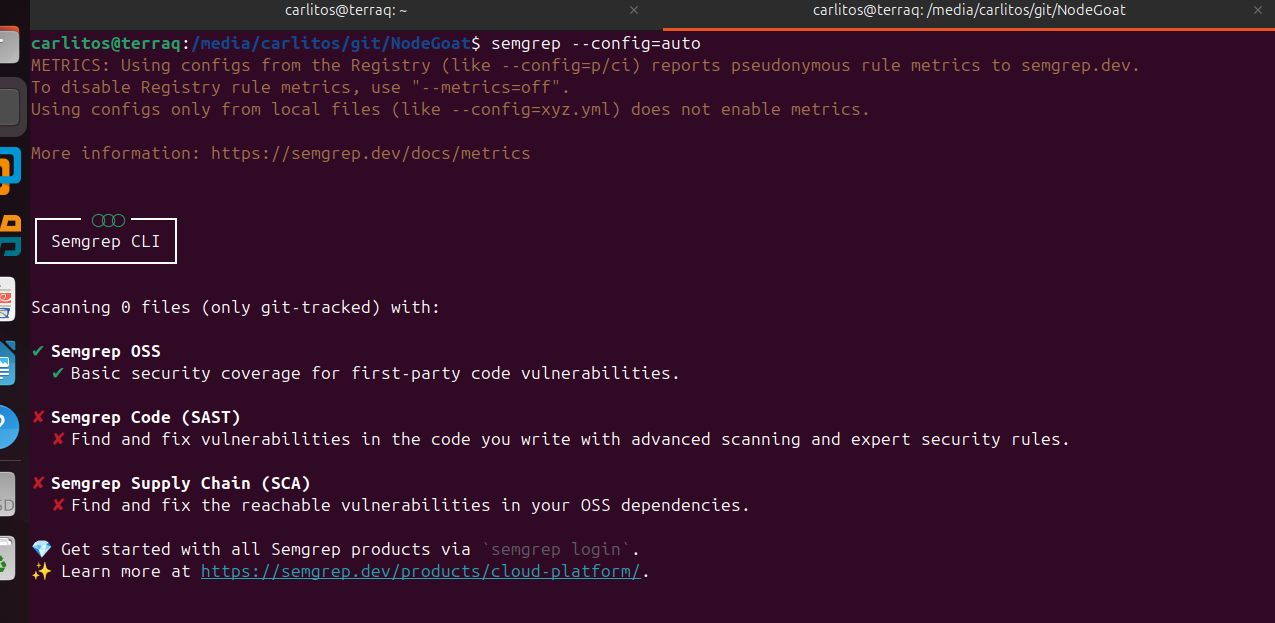 carlitos@terraq: ~ × carlitos@terraq: /media/carlitos/git/NodeGoat ×
carlitos@terraq:/media/carlitos/git/NodeGoat$ semgrep --config=auto
METRICS: Using configs from the Registry (like --config=p/ci) reports pseudonymous rule metrics to semgrep.dev.
To disable Registry rule metrics, use "--metrics=off".
Using configs only from local files (like --config=xyz.yml) does not enable metrics.
More information: https://semgrep.dev/docs/metrics
Semgrep CLI
Scanning 0 files (only git-tracked) with:
✔ Semgrep OSS
✔ Basic security coverage for first-party code vulnerabilities.
✘ Semgrep Code (SAST)
✘ Find and fix vulnerabilities in the code you write with advanced scanning and expert security rules.
✘ Semgrep Supply Chain (SCA)
✘ Find and fix the reachable vulnerabilities in your OSS dependencies.
💎 Get started with all Semgrep products via `semgrep login`.
✨ Learn more at https://semgrep.dev/products/cloud-platform/.